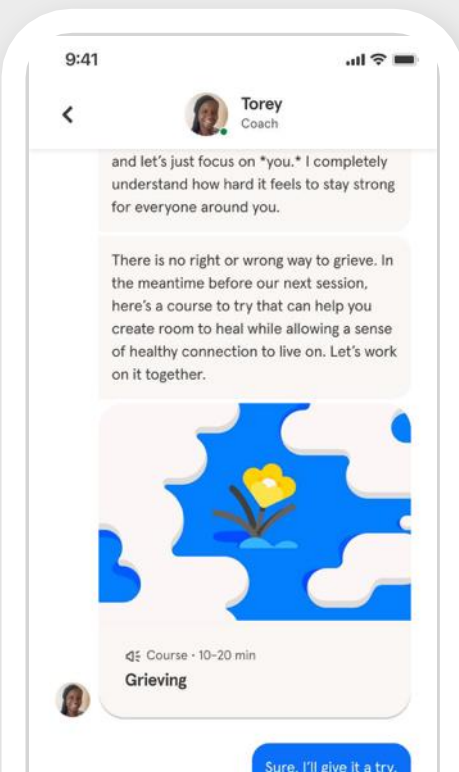 9:41
Torey
Coach
and let's just focus on *you.* I completely
understand how hard it feels to stay strong
for everyone around you.
There is no right or wrong way to grieve. In
the meantime before our next session,
here's a course to try that can help you
create room to heal while allowing a sense
of healthy connection to live on. Let's work
on it together.
Course · 10-20 min
Grieving
Sure, I'll give it a try.